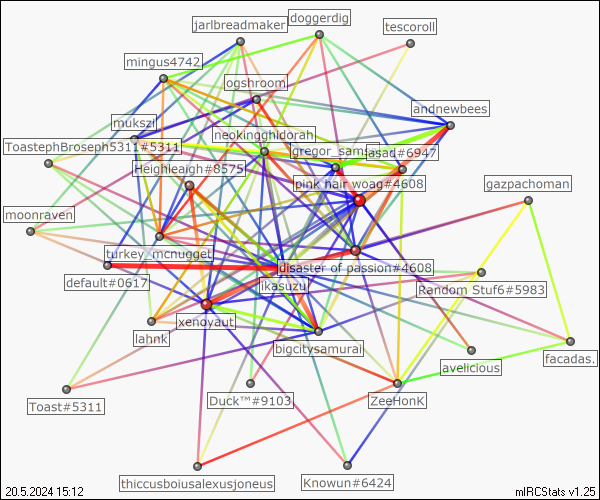 doggerdig
jarlbreadmaker
tescoroll
mingus4742
ogshroom
andnewbees
mukszi
neokingghidorah
ToastephBroseph5311#5311
gregor_samsa
asad#6947
Heighleaigh#8575
pink hair woag#4608
gazpachoman
moonraven
turkey_mcnugget
disaster of passion#4608
default#0617
likasuzu
Random Stuf6#5983
xenoyaut
lahnk
bigcitysamurai
facadas.
avelicious
Toast#5311
Duck™#9103
ZeeHonk
thiccusboiusalexusjoneus
Knowun#6424
20.5.2024 15:12
mIRCStats v1.25